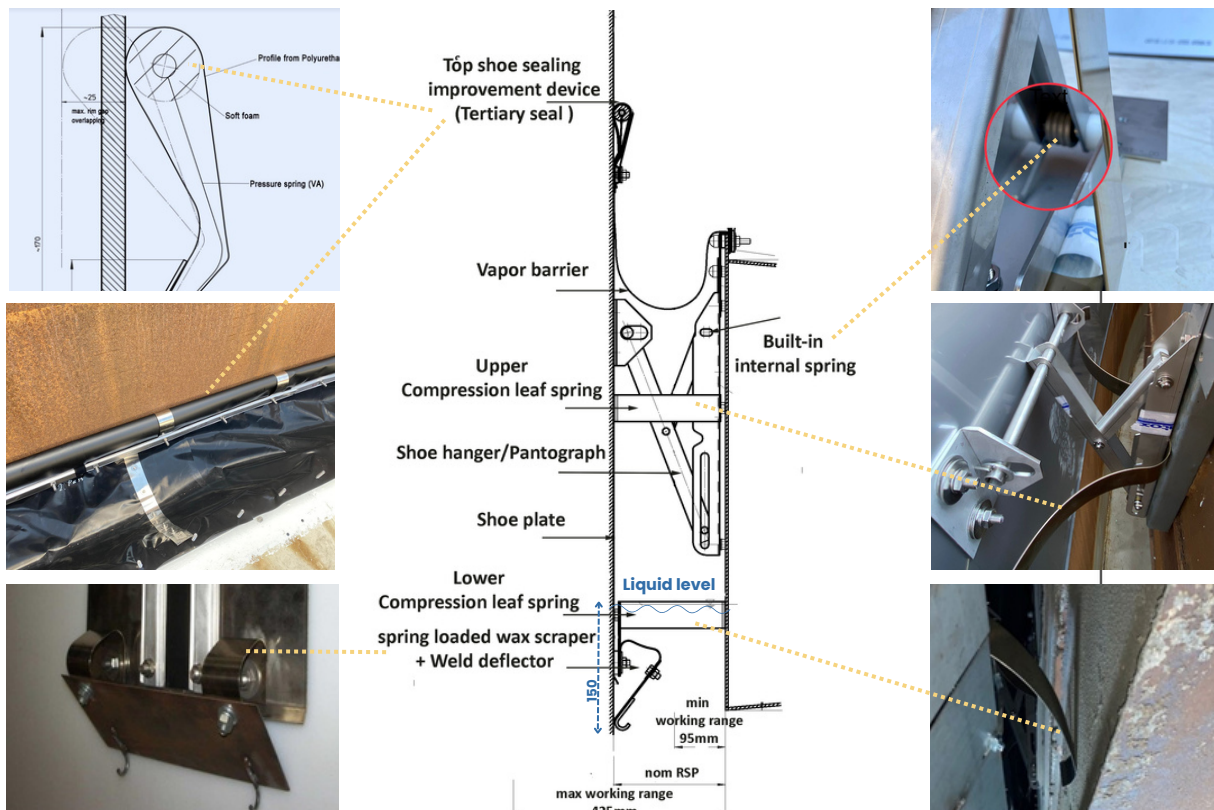 ~25
max. rim gap
overlapping
~170
Profile from Polyuretha
Soft foam
Pressure spring (VA)
Top shoe sealing
improvement device
(Tertiary seal )
Vapor barrier
Built-in
internal spring
Upper
Compression leaf spring
Shoe hanger/Pantograph
Shoe plate
Liquid level
Lower
Compression leaf spring
spring loaded wax scraper
+ Weld deflector
150
min
working range
95mm
nom RSP
max working range
425mm